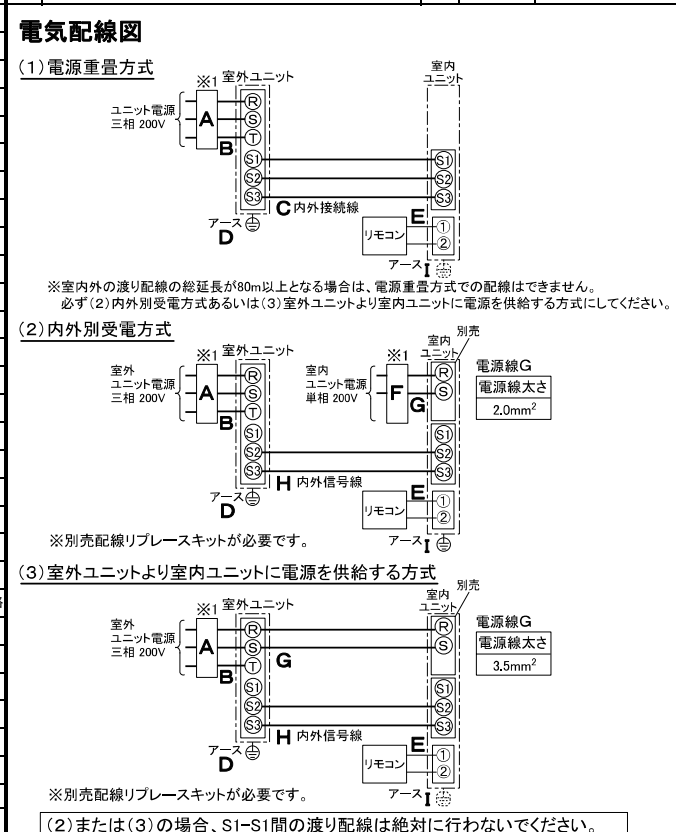 電気配線図
(1)電源重畳方式
※1
室外ユニット
室内
ユニット
ユニット電源
三相 200V
A
B
R
S
T
S1
S2
S3
S1
S2
S3
C 内外接続線
アース
D
リモコン
E
①
②
アース I
※室内外の渡り配線の総延長が80m以上となる場合は、電源重畳方式での配線はできません。
必ず(2)内外別受電方式あるいは(3)室外ユニットより室内ユニットに電源を供給する方式にしてください。
(2)内外別受電方式
※1
室外ユニット
室外
ユニット電源
三相 200V
A
B
R
S
T
S1
S2
S3
※1
室内
ユニット電源
単相 200V
F
G
室内
ユニット
別売
R
S
S1
S2
S3
電源線G
電源線太さ
2.0mm²
H 内外信号線
アース
D
リモコン
E
①
②
アース I
※別売配線リプレースキットが必要です。
(3)室外ユニットより室内ユニットに電源を供給する方式
※1
室外ユニット
室外
ユニット電源
三相 200V
A
B
R
S
T
S1
S2
S3
G
室内
ユニット
別売
R
S
S1
S2
S3
電源線G
電源線太さ
3.5mm²
H 内外信号線
アース
D
リモコン
E
①
②
アース I
※別売配線リプレースキットが必要です。
(2)または(3)の場合、S1-S1間の渡り配線は絶対に行わないでください。